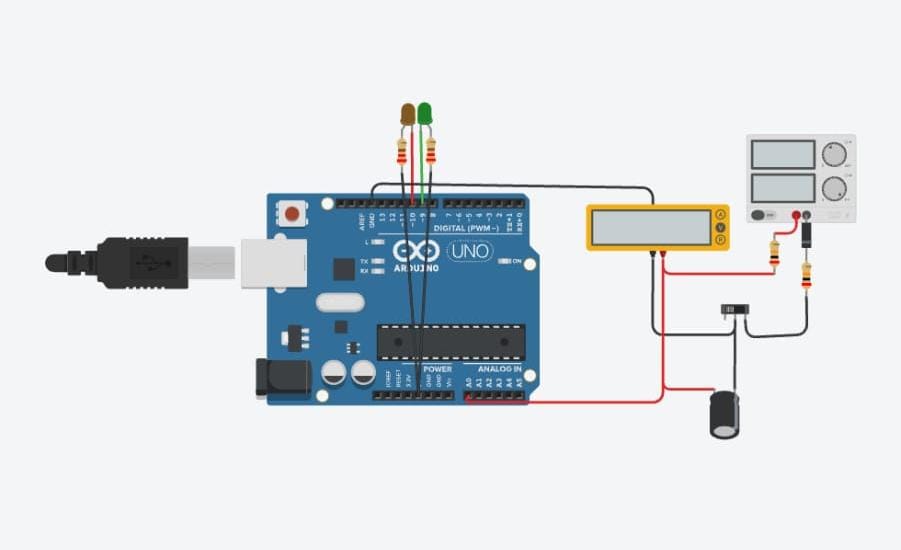 AREF
GND
13
12
~11
~10
~9
8
7
~6
~5
4
~3
2
TX→1
RX←0
DIGITAL (PWM~)
L
TX
RX
ARDUINO
UNO
ON
A
V
R
POWER
ANALOG IN
IOREF
RESET
3.3V
GND
GND
Vin
A0
A1
A2
A3
A4
A5